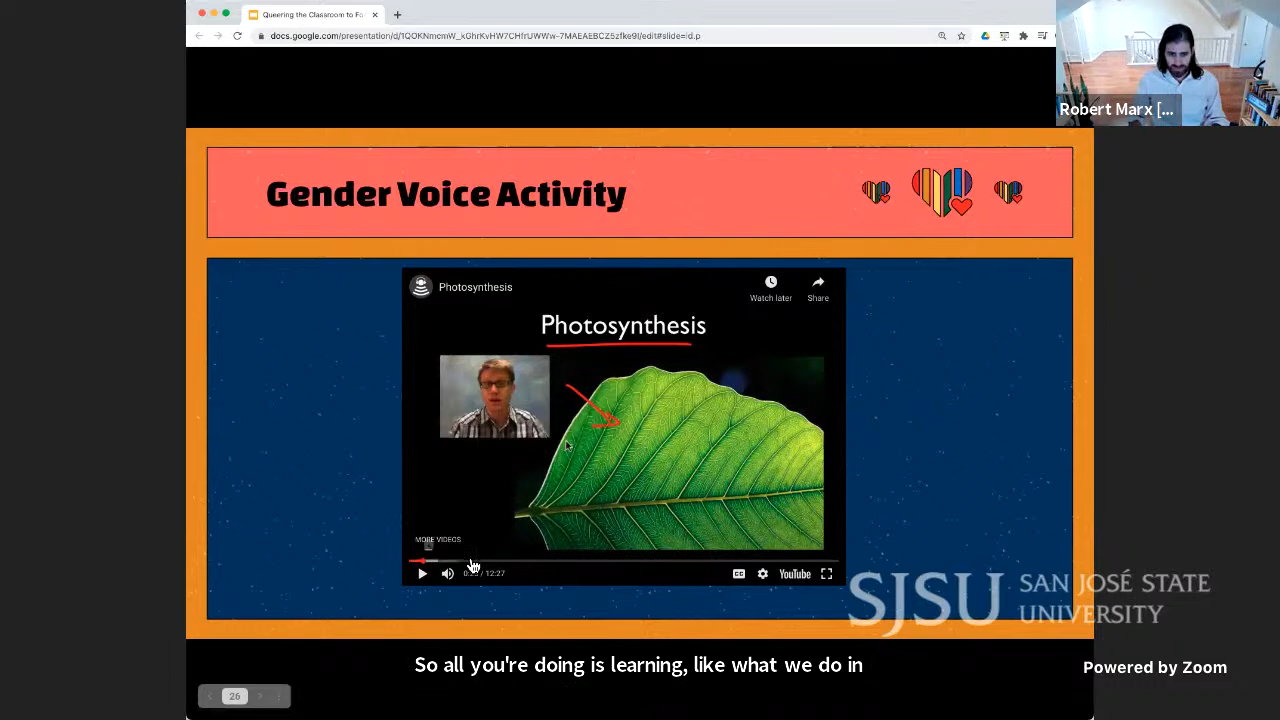 Queering the Classroom to Fo
docs.google.com/presentation/d/1QOKNmcmW_kGhrKvHW7CHfrUWWw-7MAEAEBCZ5zfke9I/edit#slide=id.p
Robert Marx [...
Gender Voice Activity
Photosynthesis
Watch later
Share
Photosynthesis
MORE VIDEOS
/ 12:27
CC
YouTube
SJSU SAN JOSÉ STATE
UNIVERSITY
So all you're doing is learning, like what we do in
Powered by Zoom
26